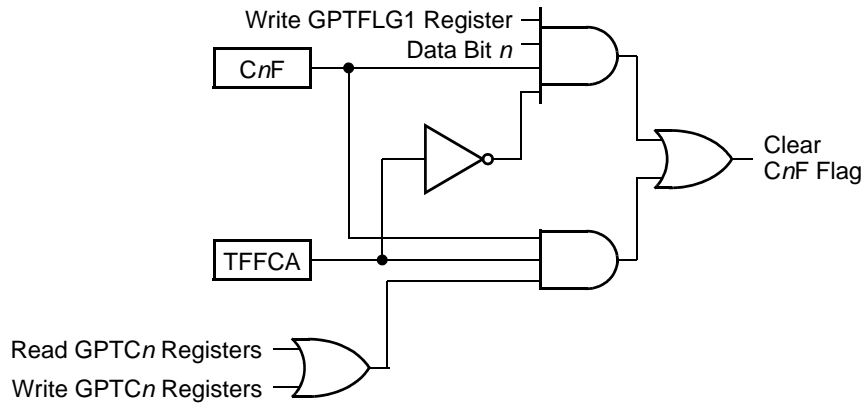 Write GPTFLG1 Register
Data Bit n
CnF
Clear
CnF Flag
TFFCA
Read GPTCn Registers
Write GPTCn Registers